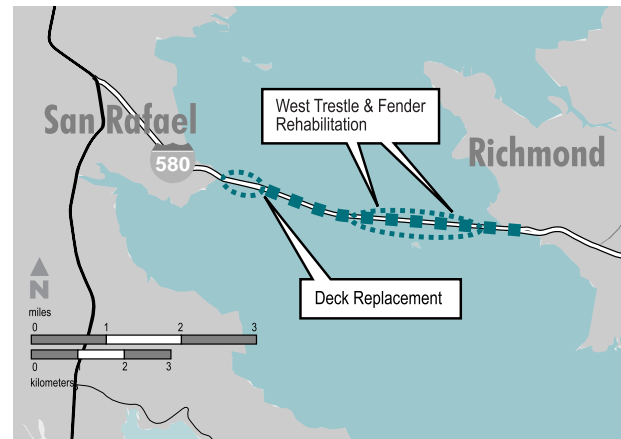 San Rafael
580
West Trestle & Fender
Rehabilitation
Richmond
Deck Replacement
N
miles
0 1 2 3
0 1 2 3
kilometers